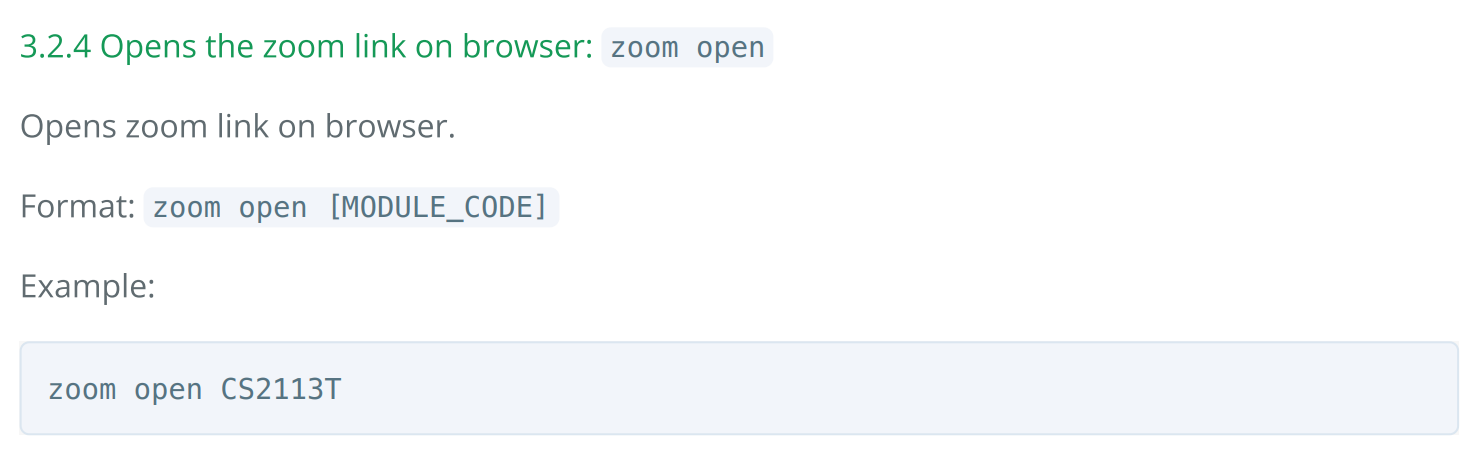 3.2.4 Opens the zoom link on browser: zoom open
Opens zoom link on browser.
Format: zoom open [MODULE_CODE]
Example:
zoom open CS2113T